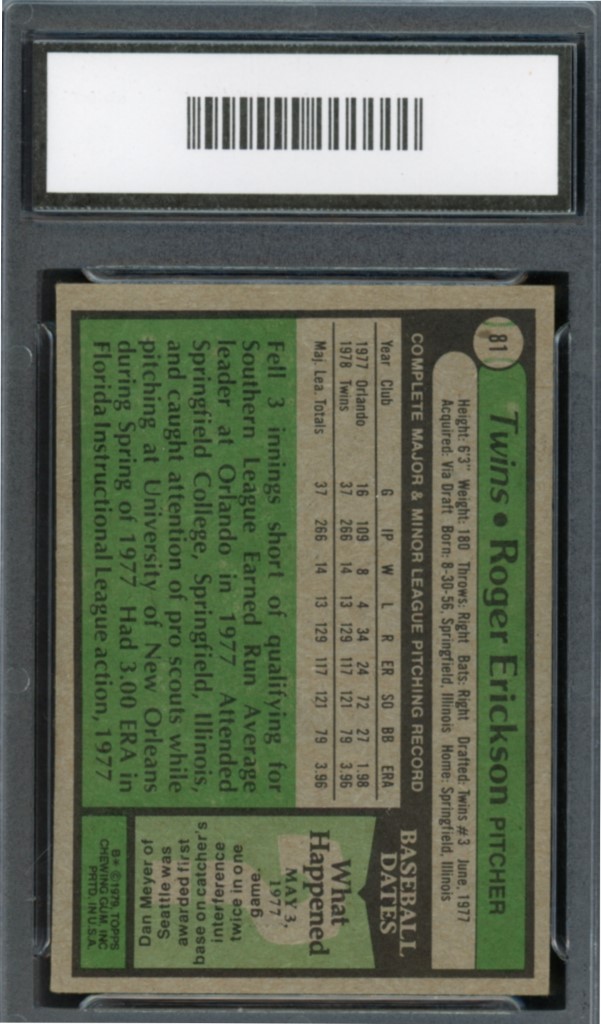 81
Twins • Roger Erickson PITCHER
Height: 6'3" Weight: 180 Throws: Right Bats: Right Drafted: Twins #3 June, 1977
Acquired: Via Draft Born: 8-30-56, Springfield, Illinois Home: Springfield, Illinois
COMPLETE MAJOR & MINOR LEAGUE PITCHING RECORD
Year Club G IP W L R ER SO BB ERA
1977 Orlando 16 109 8 4 34 24 72 27 1.98
1978 Twins 37 266 14 13 129 117 121 79 3.96
Maj. Lea. Totals 37 266 14 13 129 117 121 79 3.96
Fell 3 innings short of qualifying for
Southern League Earned Run Average
leader at Orlando in 1977 Attended
Springfield College, Springfield, Illinois,
and caught attention of pro scouts while
pitching at University of New Orleans
during Spring of 1977 Had 3.00 ERA in
Florida Instructional League action, 1977
BASEBALL
DATES
What
Happened
MAY 3,
1977
game.
twice in one
interference
base on catcher's
awarded first
Seattle was
Dan Meyer of
B* ©1979, TOPPS
CHEWING GUM, INC
PRTD. IN U.S.A.